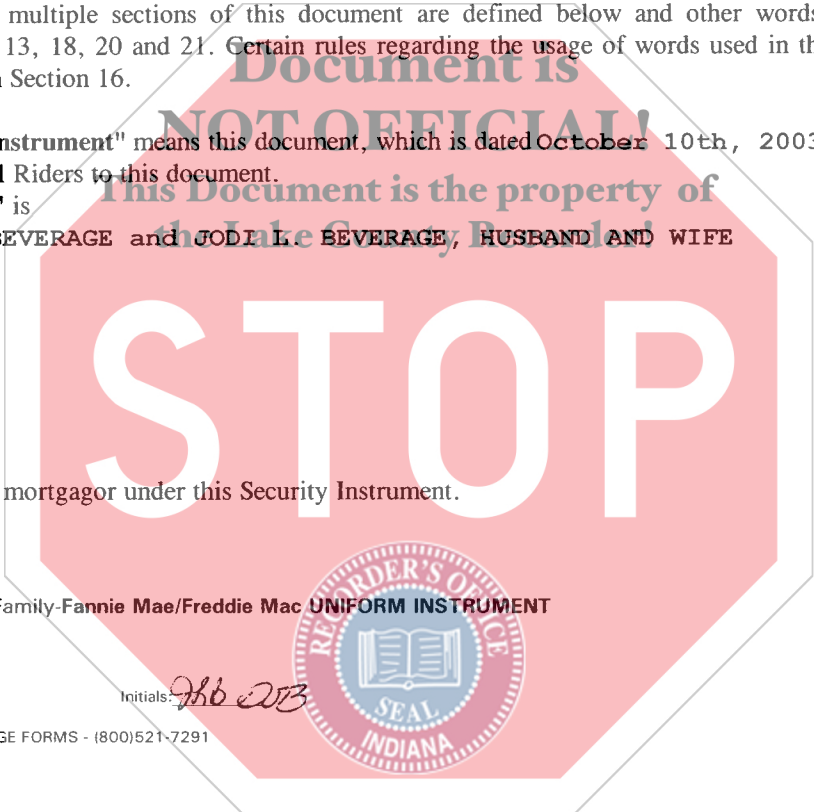 multiple sections of this document are defined below and other words
13, 18, 20 and 21. Certain rules regarding the usage of words used in th
Section 16.
Document is
NOT OFFICIAL!
This Document is the property of
the Lake County Recorder!
nstrument" means this document, which is dated October 10th, 2003
Riders to this document.
" is
BEVERAGE and JODI L. BEVERAGE, HUSBAND AND WIFE
STOP
mortgagor under this Security Instrument.
Family-Fannie Mae/Freddie Mac UNIFORM INSTRUMENT
RECORDER'S OFFICE
SEAL
INDIANA
Initials:
GE FORMS - (800)521-7291